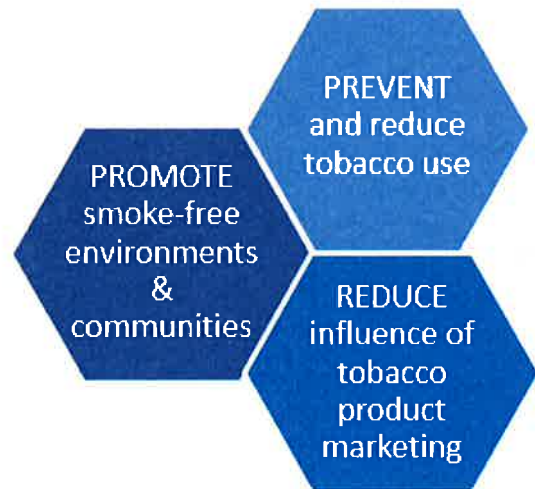 PREVENT
and reduce
tobacco use
PROMOTE
smoke-free
environments
&
communities
REDUCE
influence of
tobacco
product
marketing